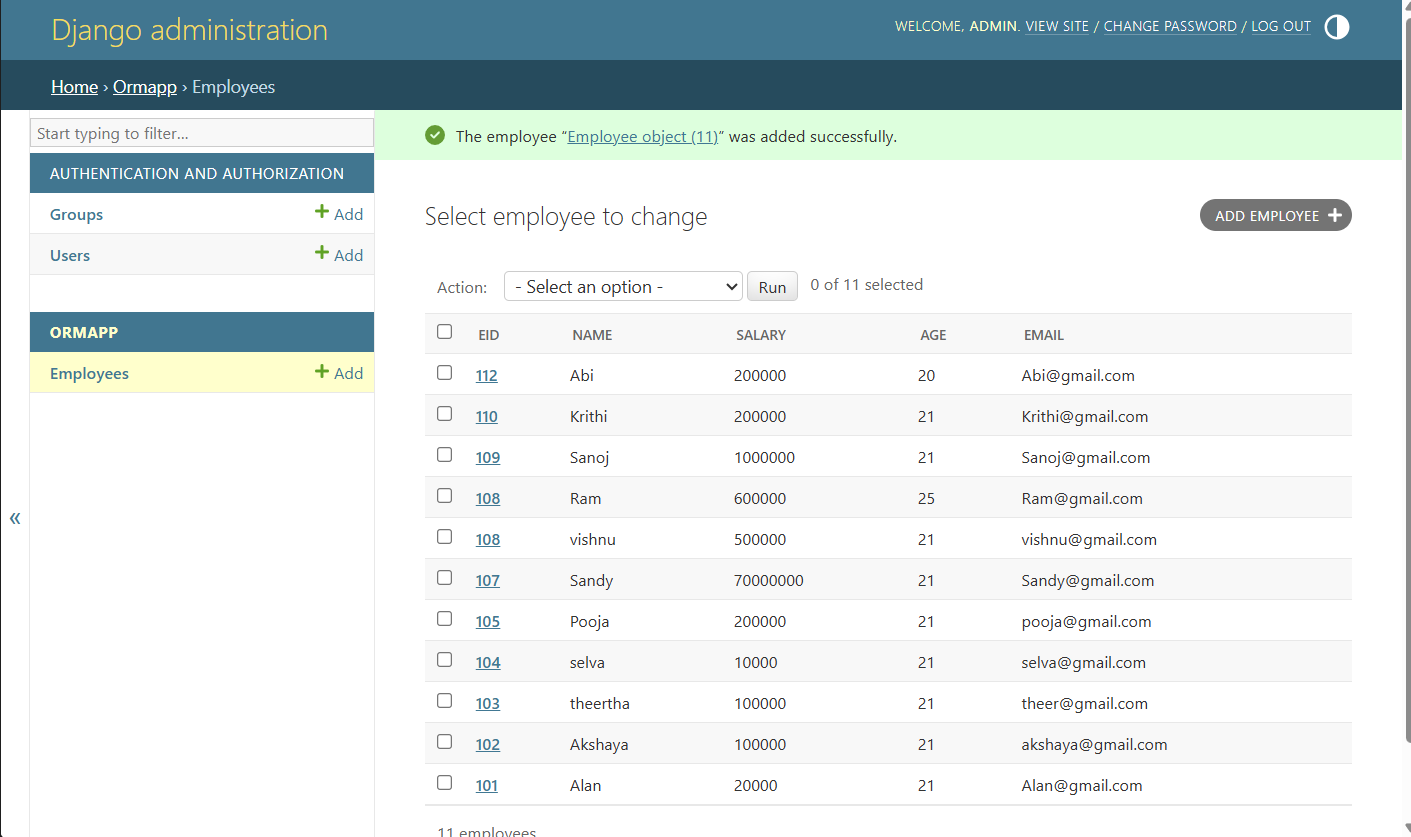 Django administration
WELCOME, ADMIN. VIEW SITE / CHANGE PASSWORD / LOG OUT
Home › Ormapp › Employees
Start typing to filter...
AUTHENTICATION AND AUTHORIZATION
Groups + Add
Users + Add
ORMAPP
Employees + Add
«
The employee “Employee object (11)” was added successfully.
Select employee to change
ADD EMPLOYEE +
Action: - Select an option - Run 0 of 11 selected
EID NAME SALARY AGE EMAIL
112 Abi 200000 20 Abi@gmail.com
110 Krithi 200000 21 Krithi@gmail.com
109 Sanoj 1000000 21 Sanoj@gmail.com
108 Ram 600000 25 Ram@gmail.com
108 vishnu 500000 21 vishnu@gmail.com
107 Sandy 70000000 21 Sandy@gmail.com
105 Pooja 200000 21 pooja@gmail.com
104 selva 10000 21 selva@gmail.com
103 theertha 100000 21 theer@gmail.com
102 Akshaya 100000 21 akshaya@gmail.com
101 Alan 20000 21 Alan@gmail.com
11 employees